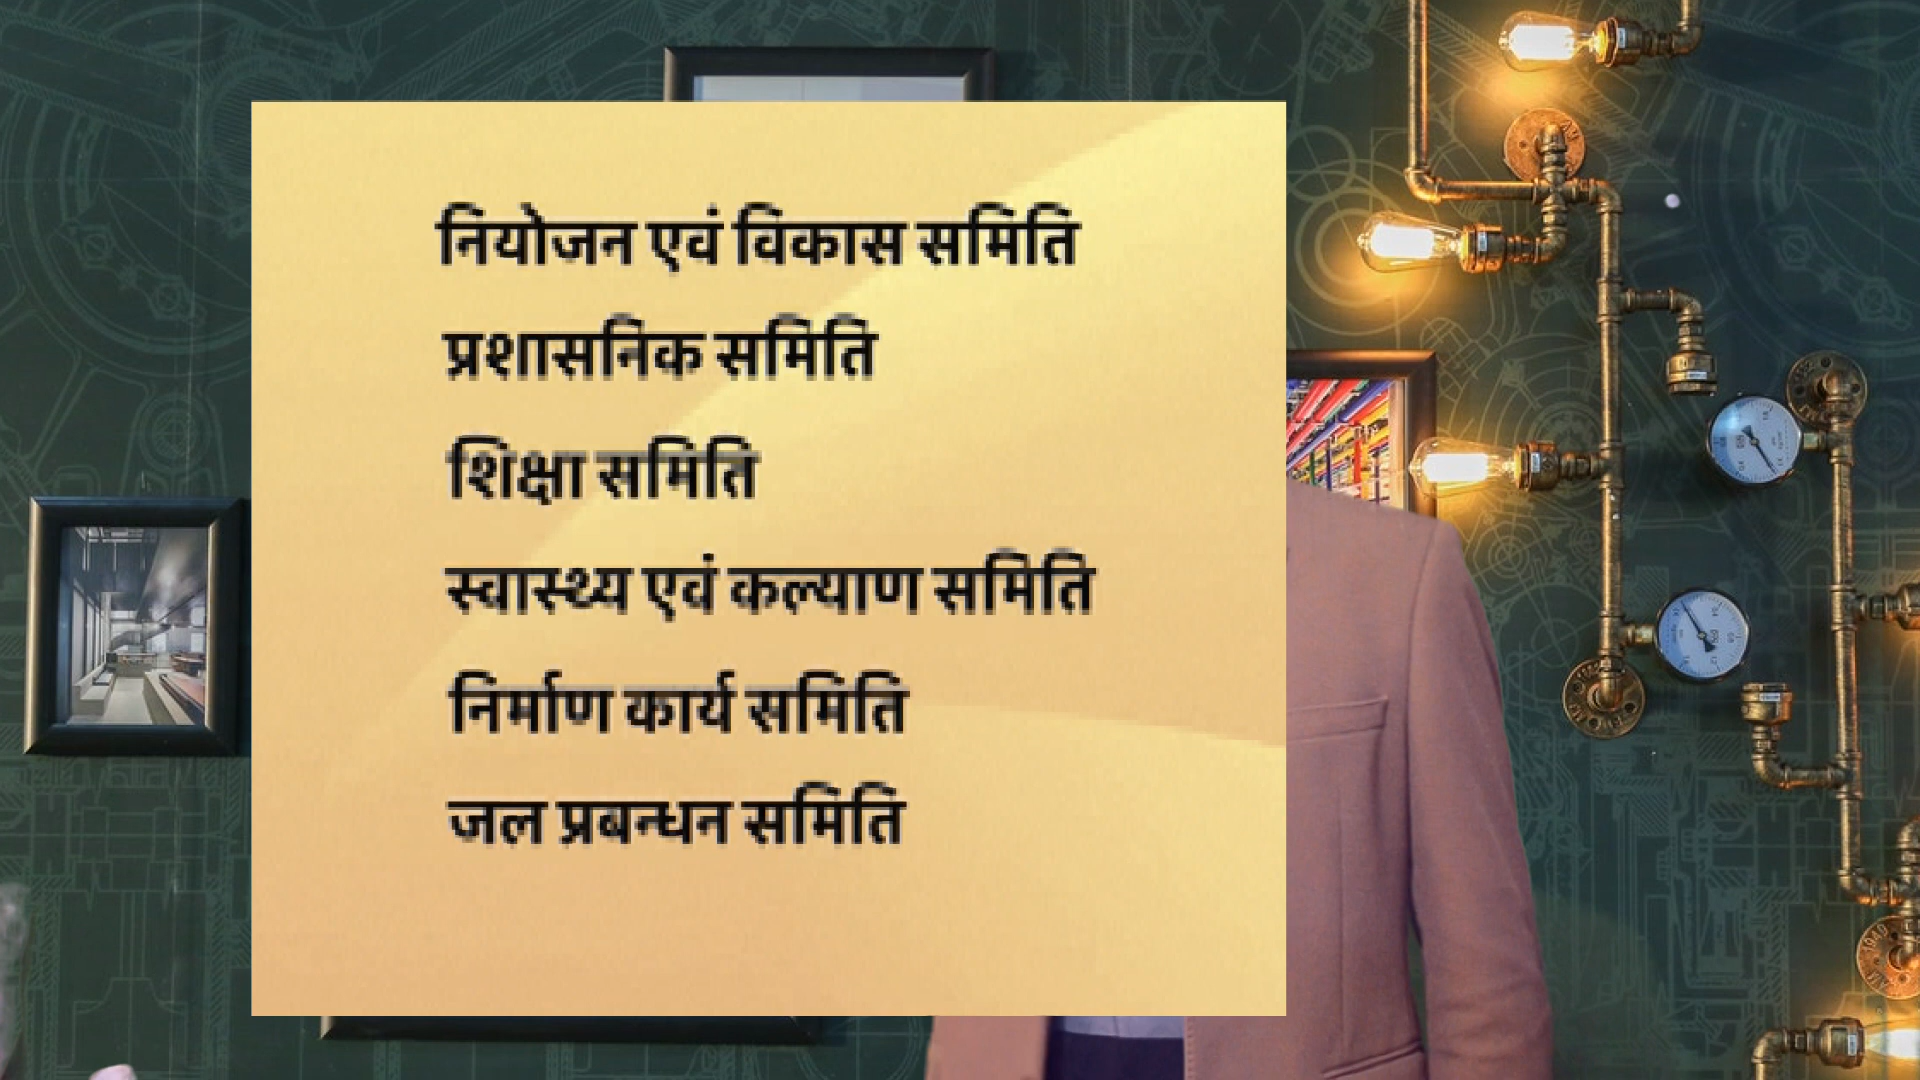 नियोजन एवं विकास समिति
प्रशासनिक समिति
शिक्षा समिति
स्वास्थ्य एवं कल्याण समिति
निर्माण कार्य समिति
जल प्रबन्धन समिति